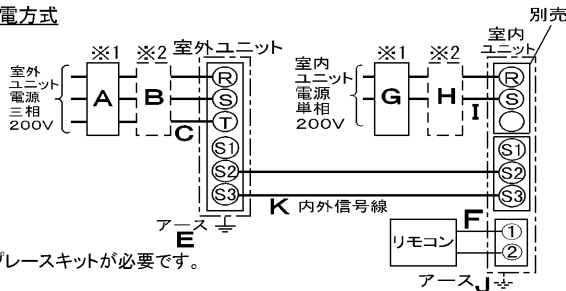 電方式
別売
※1
※2
室外ユニット
室外
ユニット
電源
三相
200V
A
B
C
R
S
T
S1
S2
S3
アース
E
K 内外信号線
※1
※2
室内
ユニット
室内
ユニット
電源
単相
200V
G
H
I
R
S
S1
S2
S3
F
リモコン
1
2
アース
J
プレースキットが必要です。